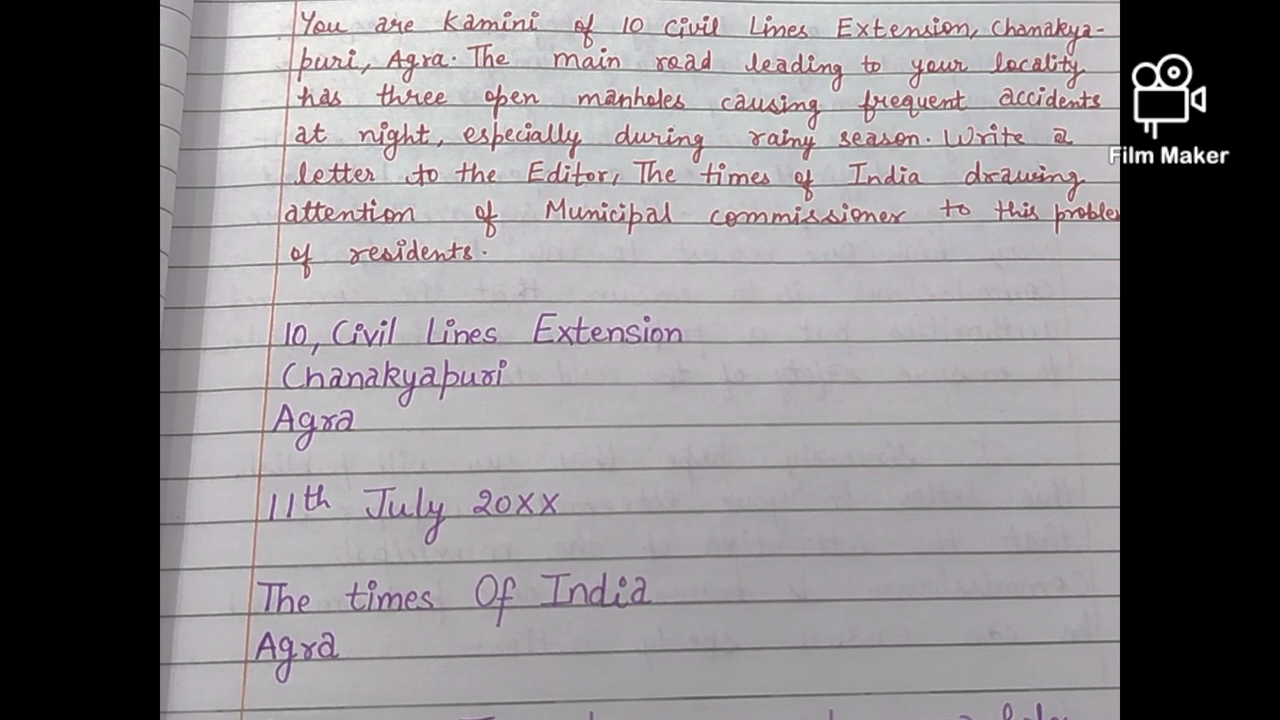 You are Kamini of 10 Civil Lines Extension, Chanakya-
puri, Agra. The main road leading to your locality
has three open manholes causing frequent accidents
at night, especially during rainy season. Write a
letter to the Editor, The times of India drawing
attention of Municipal commissioner to this proble
of residents.
10, Civil Lines Extension
Chanakyapuri
Agra
11th July 20XX
The times Of India
Agra
Film Maker